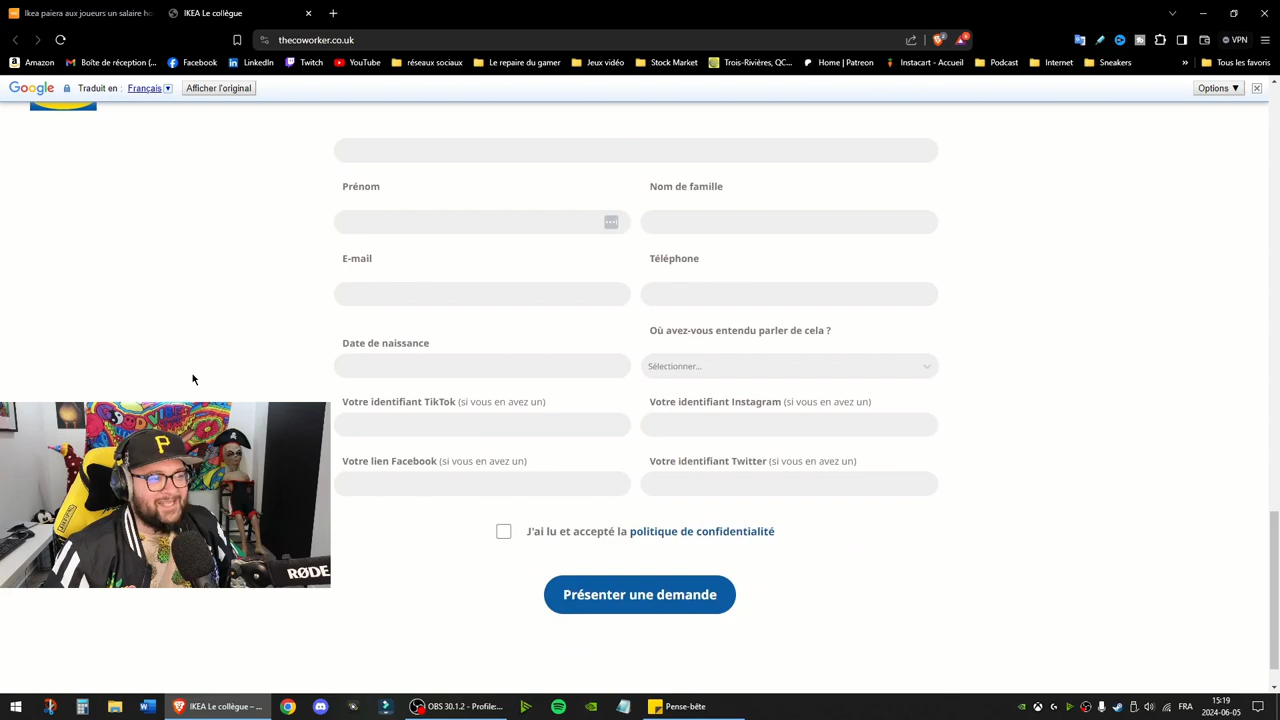 Ikea paiera aux joueurs un salaire ho
IKEA Le collègue
thecoworker.co.uk
VPN
Amazon
Boîte de réception (...
Facebook
LinkedIn
Twitch
YouTube
réseaux sociaux
Le repaire du gamer
Jeux vidéo
Stock Market
Trois-Rivières, QC...
Home | Patreon
Instacart - Accueil
Podcast
Internet
Sneakers
»
Tous les favoris
Google
Traduit en :
Français
Afficher l'original
Options ▼
Prénom
Nom de famille
E-mail
Téléphone
Date de naissance
Où avez-vous entendu parler de cela ?
Sélectionner...
Votre identifiant TikTok (si vous en avez un)
Votre identifiant Instagram (si vous en avez un)
Votre lien Facebook (si vous en avez un)
Votre identifiant Twitter (si vous en avez un)
GOOD VIBES
P
RØDE
J'ai lu et accepté la politique de confidentialité
Présenter une demande
IKEA Le collègue – ...
OBS 30.1.2 - Profile:...
Pense-bête
FRA
15:19
2024-06-05